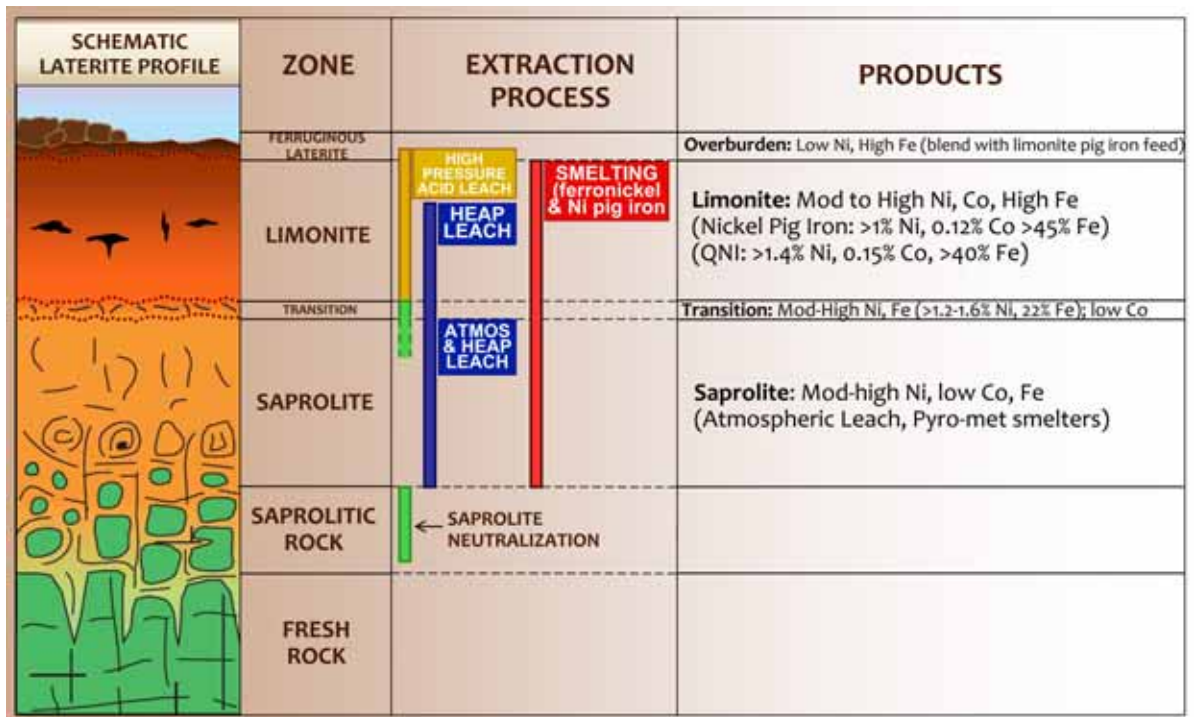 SCHEMATIC
LATERITE PROFILE
ZONE
EXTRACTION
PROCESS
PRODUCTS
FERRUGINOUS
LATERITE
Overburden: Low Ni, High Fe (blend with limonite pig iron feed)
LIMONITE
HIGH
PRESSURE
ACID LEACH
HEAP
LEACH
SMELTING
(ferronickel
& Ni pig iron
Limonite: Mod to High Ni, Co, High Fe
(Nickel Pig Iron: >1% Ni, 0.12% Co >45% Fe)
(QNI: >1.4% Ni, 0.15% Co, >40% Fe)
TRANSITION
Transition: Mod-High Ni, Fe (>1.2-1.6% Ni, 22% Fe); low Co
SAPROLITE
ATMOS
& HEAP
LEACH
Saprolite: Mod-high Ni, low Co, Fe
(Atmospheric Leach, Pyro-met smelters)
SAPROLITIC
ROCK
SAPROLITE
NEUTRALIZATION
FRESH
ROCK